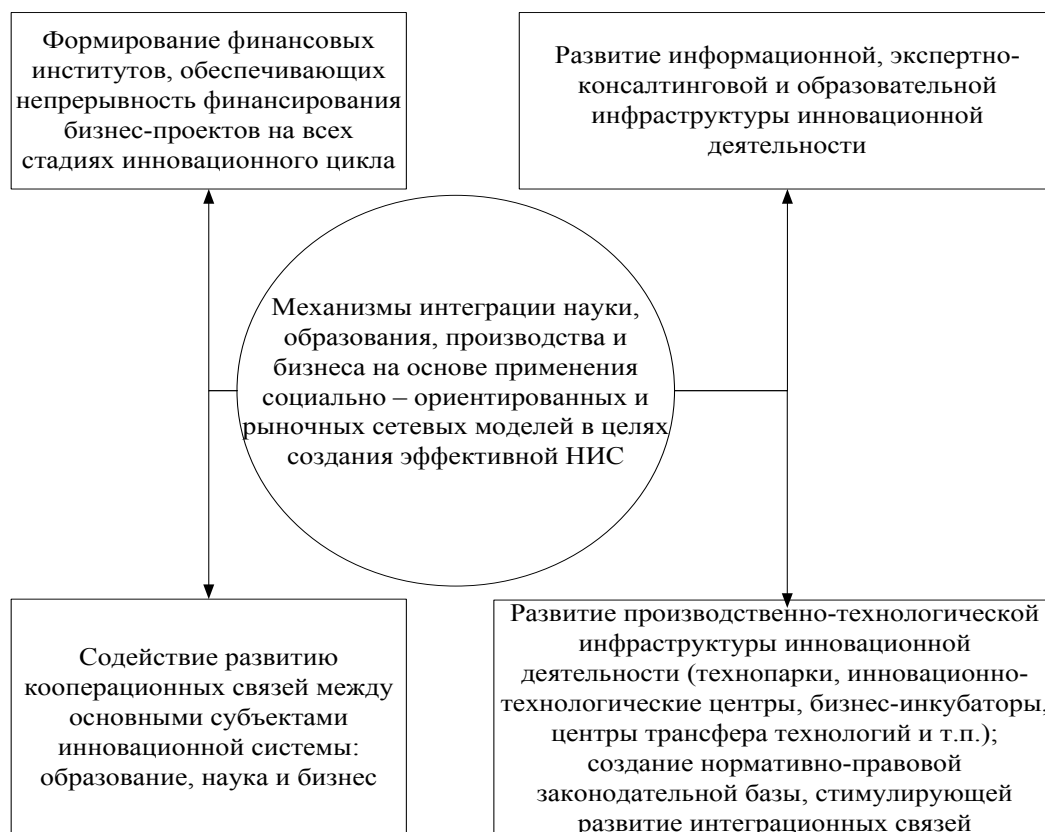 Формирование финансовых
институтов, обеспечивающих
непрерывность финансирования
бизнес-проектов на всех
стадиях инновационного цикла
Развитие информационной, экспертно-
консалтинговой и образовательной
инфраструктуры инновационной
деятельности
Механизмы интеграции науки,
образования, производства и
бизнеса на основе применения
социально – ориентированных и
рыночных сетевых моделей в целях
создания эффективной НИС
Содействие развитию
кооперационных связей между
основными субъектами
инновационной системы:
образование, наука и бизнес
Развитие производственно-технологической
инфраструктуры инновационной
деятельности (технопарки, инновационно-
технологические центры, бизнес-инкубаторы,
центры трансфера технологий и т.п.);
создание нормативно-правовой
законодательной базы, стимулирующей
развитие интеграционных связей